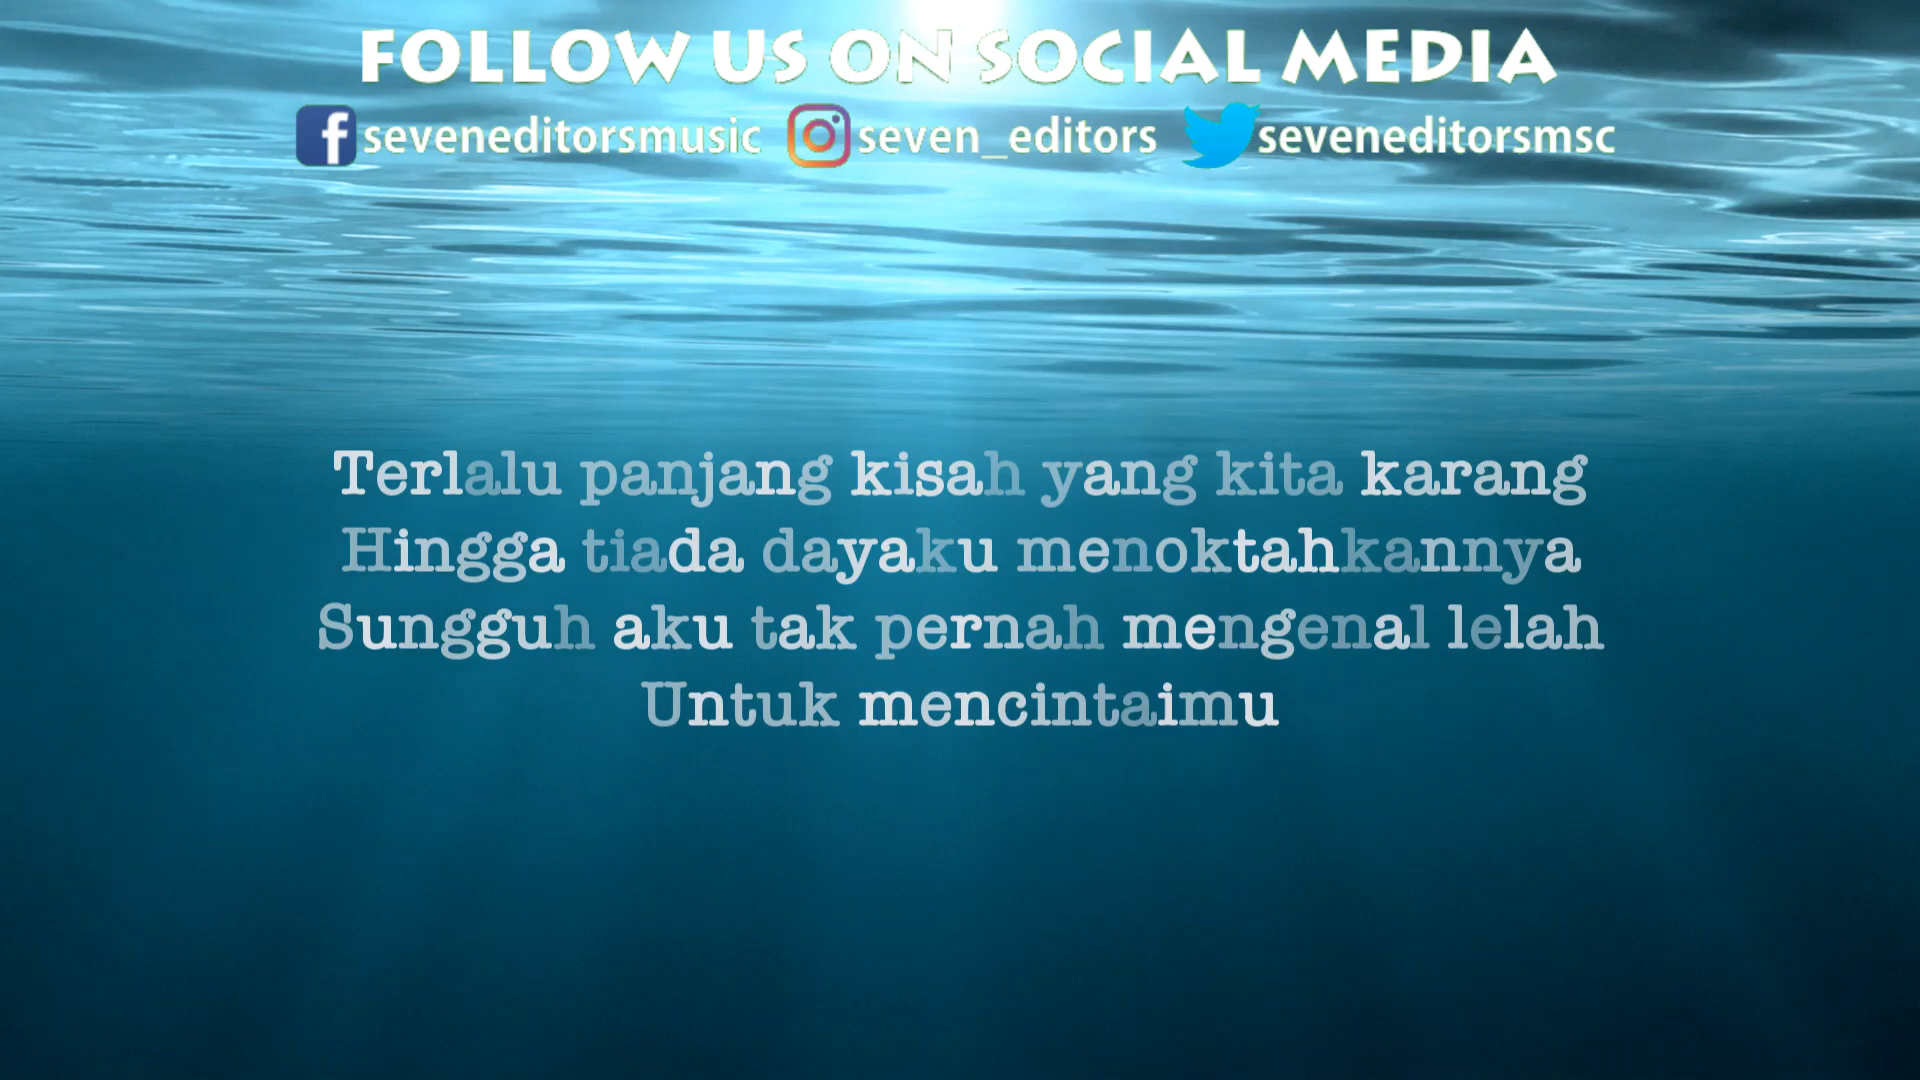 FOLLOW US ON SOCIAL MEDIA
seveneditorsmusic seven_editors seveneditorsmsc
Terlalu panjang kisah yang kita karang
Hingga tiada dayaku menoktahkannya
Sungguh aku tak pernah mengenal lelah
Untuk mencintaimu